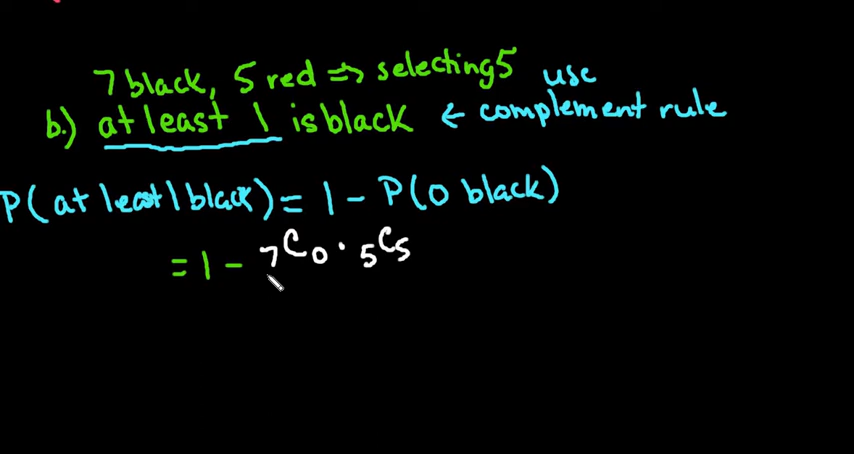 7 black, 5 red => selecting 5
b.) at least 1 is black ← use complement rule
P(at least 1 black) = 1 - P(0 black)
= 1 - ₇C₀ · ₅C₅